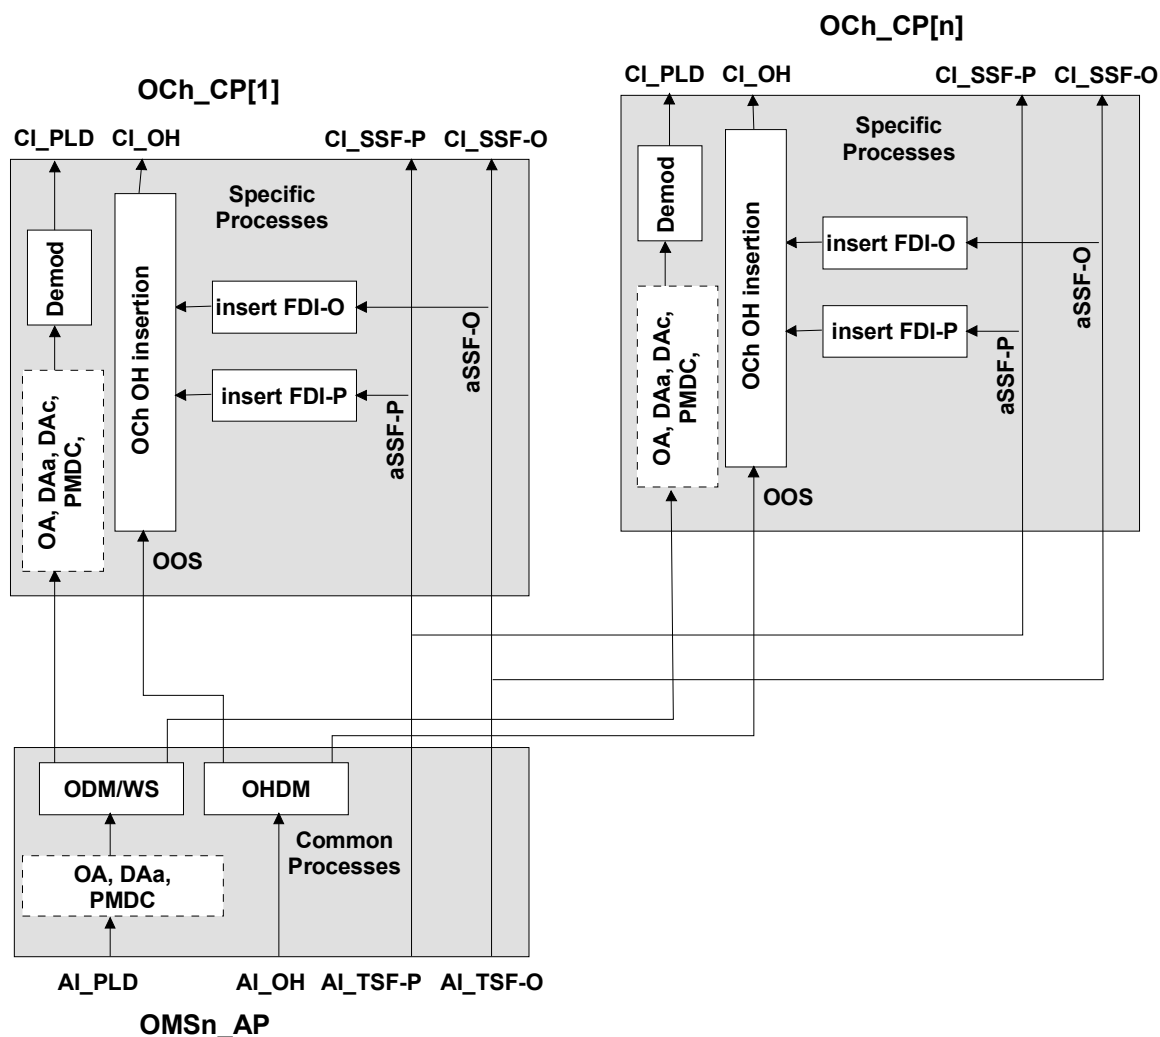 OCh_CP[n]
CI_PLD CI_OH CI_SSF-P CI_SSF-O
OCh_CP[1]
CI_PLD CI_OH CI_SSF-P CI_SSF-O
Specific
Processes
Demod
OCh OH insertion
insert FDI-O
aSSF-O
insert FDI-P
aSSF-P
OA, DAa, DAc,
PMDC,
OOS
Specific
Processes
Demod
OCh OH insertion
insert FDI-O
aSSF-O
insert FDI-P
aSSF-P
OA, DAa, DAc,
PMDC,
OOS
ODM/WS
OHDM
Common
Processes
OA, DAa,
PMDC
AI_PLD AI_OH AI_TSF-P AI_TSF-O
OMSn_AP